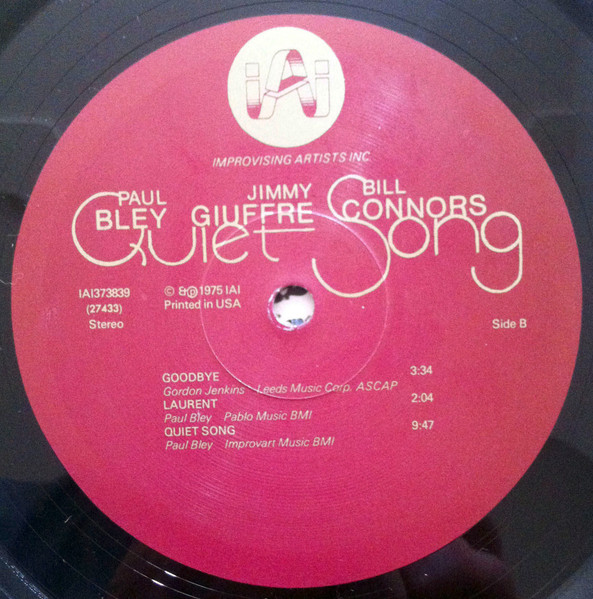 iAi
IMPROVISING ARTISTS INC
PAUL BLEY
JIMMY GIUFFRE
BILL CONNORS
Quiet Song
IAI373839
(27433)
Stereo
© &℗ 1975 IAI
Printed in USA
Side B
GOODBYE 3:34
Gordon Jenkins Leeds Music Corp. ASCAP
LAURENT 2:04
Paul Bley Pablo Music BMI
QUIET SONG 9:47
Paul Bley Improvart Music BMI